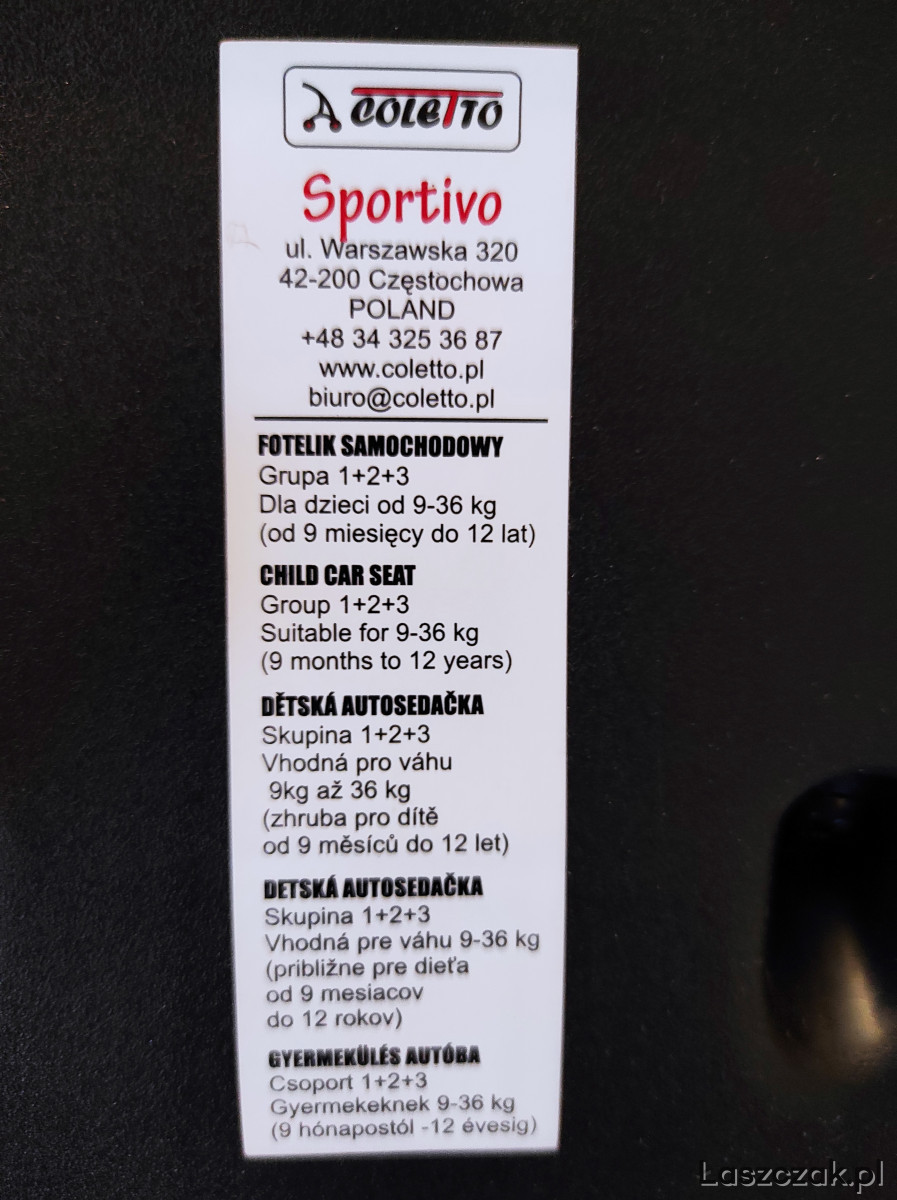 COLETTO
Sportivo
ul. Warszawska 320
42-200 Częstochowa
POLAND
+48 34 325 36 87
www.coletto.pl
biuro@coletto.pl
FOTELIK SAMOCHODOWY
Grupa 1+2+3
Dla dzieci od 9-36 kg
(od 9 miesięcy do 12 lat)
CHILD CAR SEAT
Group 1+2+3
Suitable for 9-36 kg
(9 months to 12 years)
DĚTSKÁ AUTOSEDAČKA
Skupina 1+2+3
Vhodná pro váhu
9kg až 36 kg
(zhruba pro dítě
od 9 měsíců do 12 let)
DETSKÁ AUTOSEDAČKA
Skupina 1+2+3
Vhodná pre váhu 9-36 kg
(približne pre dieťa
od 9 mesiacov
do 12 rokov)
GYERMEKÜLÉS AUTÓBA
Csoport 1+2+3
Gyermekeknek 9-36 kg
(9 hónapostól -12 évesig)
Łaszczak.pl